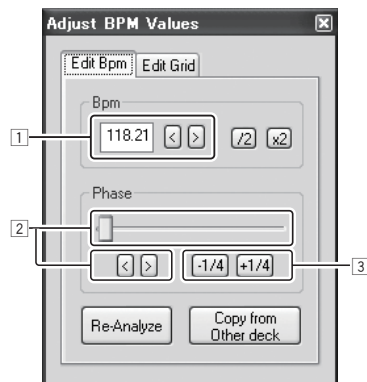 Adjust BPM Values
Edit Bpm Edit Grid
Bpm
1 118.21 < > /2 x2
Phase
2
< > -1/4 +1/4 3
Re-Analyze Copy from
Other deck